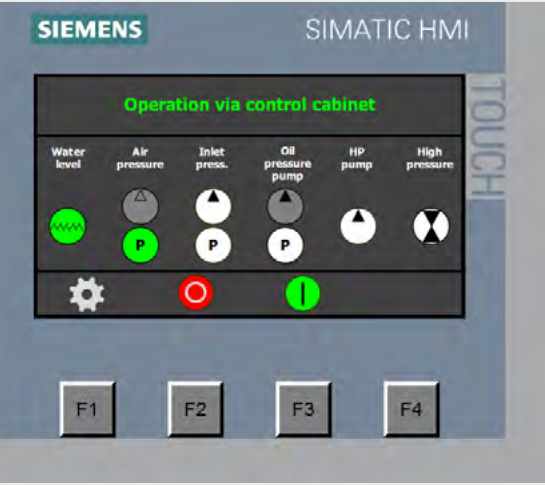 SIEMENS
SIMATIC HMI
TOUCH
Operation via control cabinet
Water
level
Air
pressure
Inlet
press.
Oil
pressure
pump
HP
pump
High
pressure
P
P
P
F1
F2
F3
F4